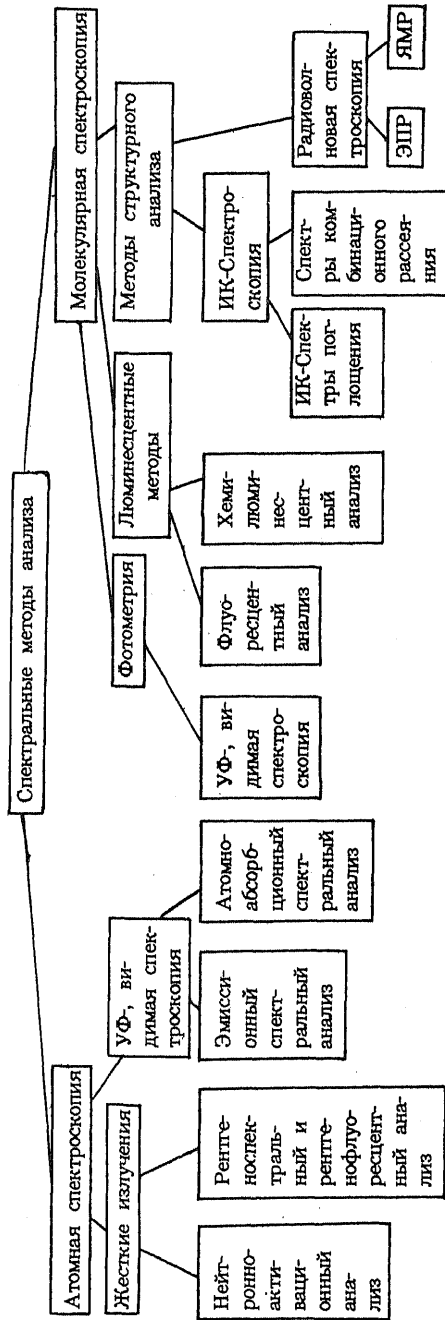 Спектральные методы анализа
Атомная спектроскопия
Молекулярная спектроскопия
Жесткие излучения
УФ-, ви-
димая спек-
троскопия
Фотометрия
Люминесцентные
методы
Методы структурного
анализа
Нейт-
ронно-
акти-
ваци-
онный
ана-
лиз
Рентге-
носпек-
траль-
ный и
рентге-
нофлуо-
ресцент-
ный ана-
лиз
Эмисси-
онный
спект-
ральный
анализ
Атомно-
абсорб-
ционный
спект-
ральный
анализ
УФ-, ви-
димая
спектро-
скопия
Флуо-
ресцен-
тный
анализ
Хеми-
люми-
нес-
цент-
ный
анализ
ИК-Спектро-
скопия
Радиовол-
новая спек-
троскопия
ИК-Спек-
тры пог-
лощения
Спект-
ры ком-
бинаци-
онного
рассея-
ния
ЭПР
ЯМР